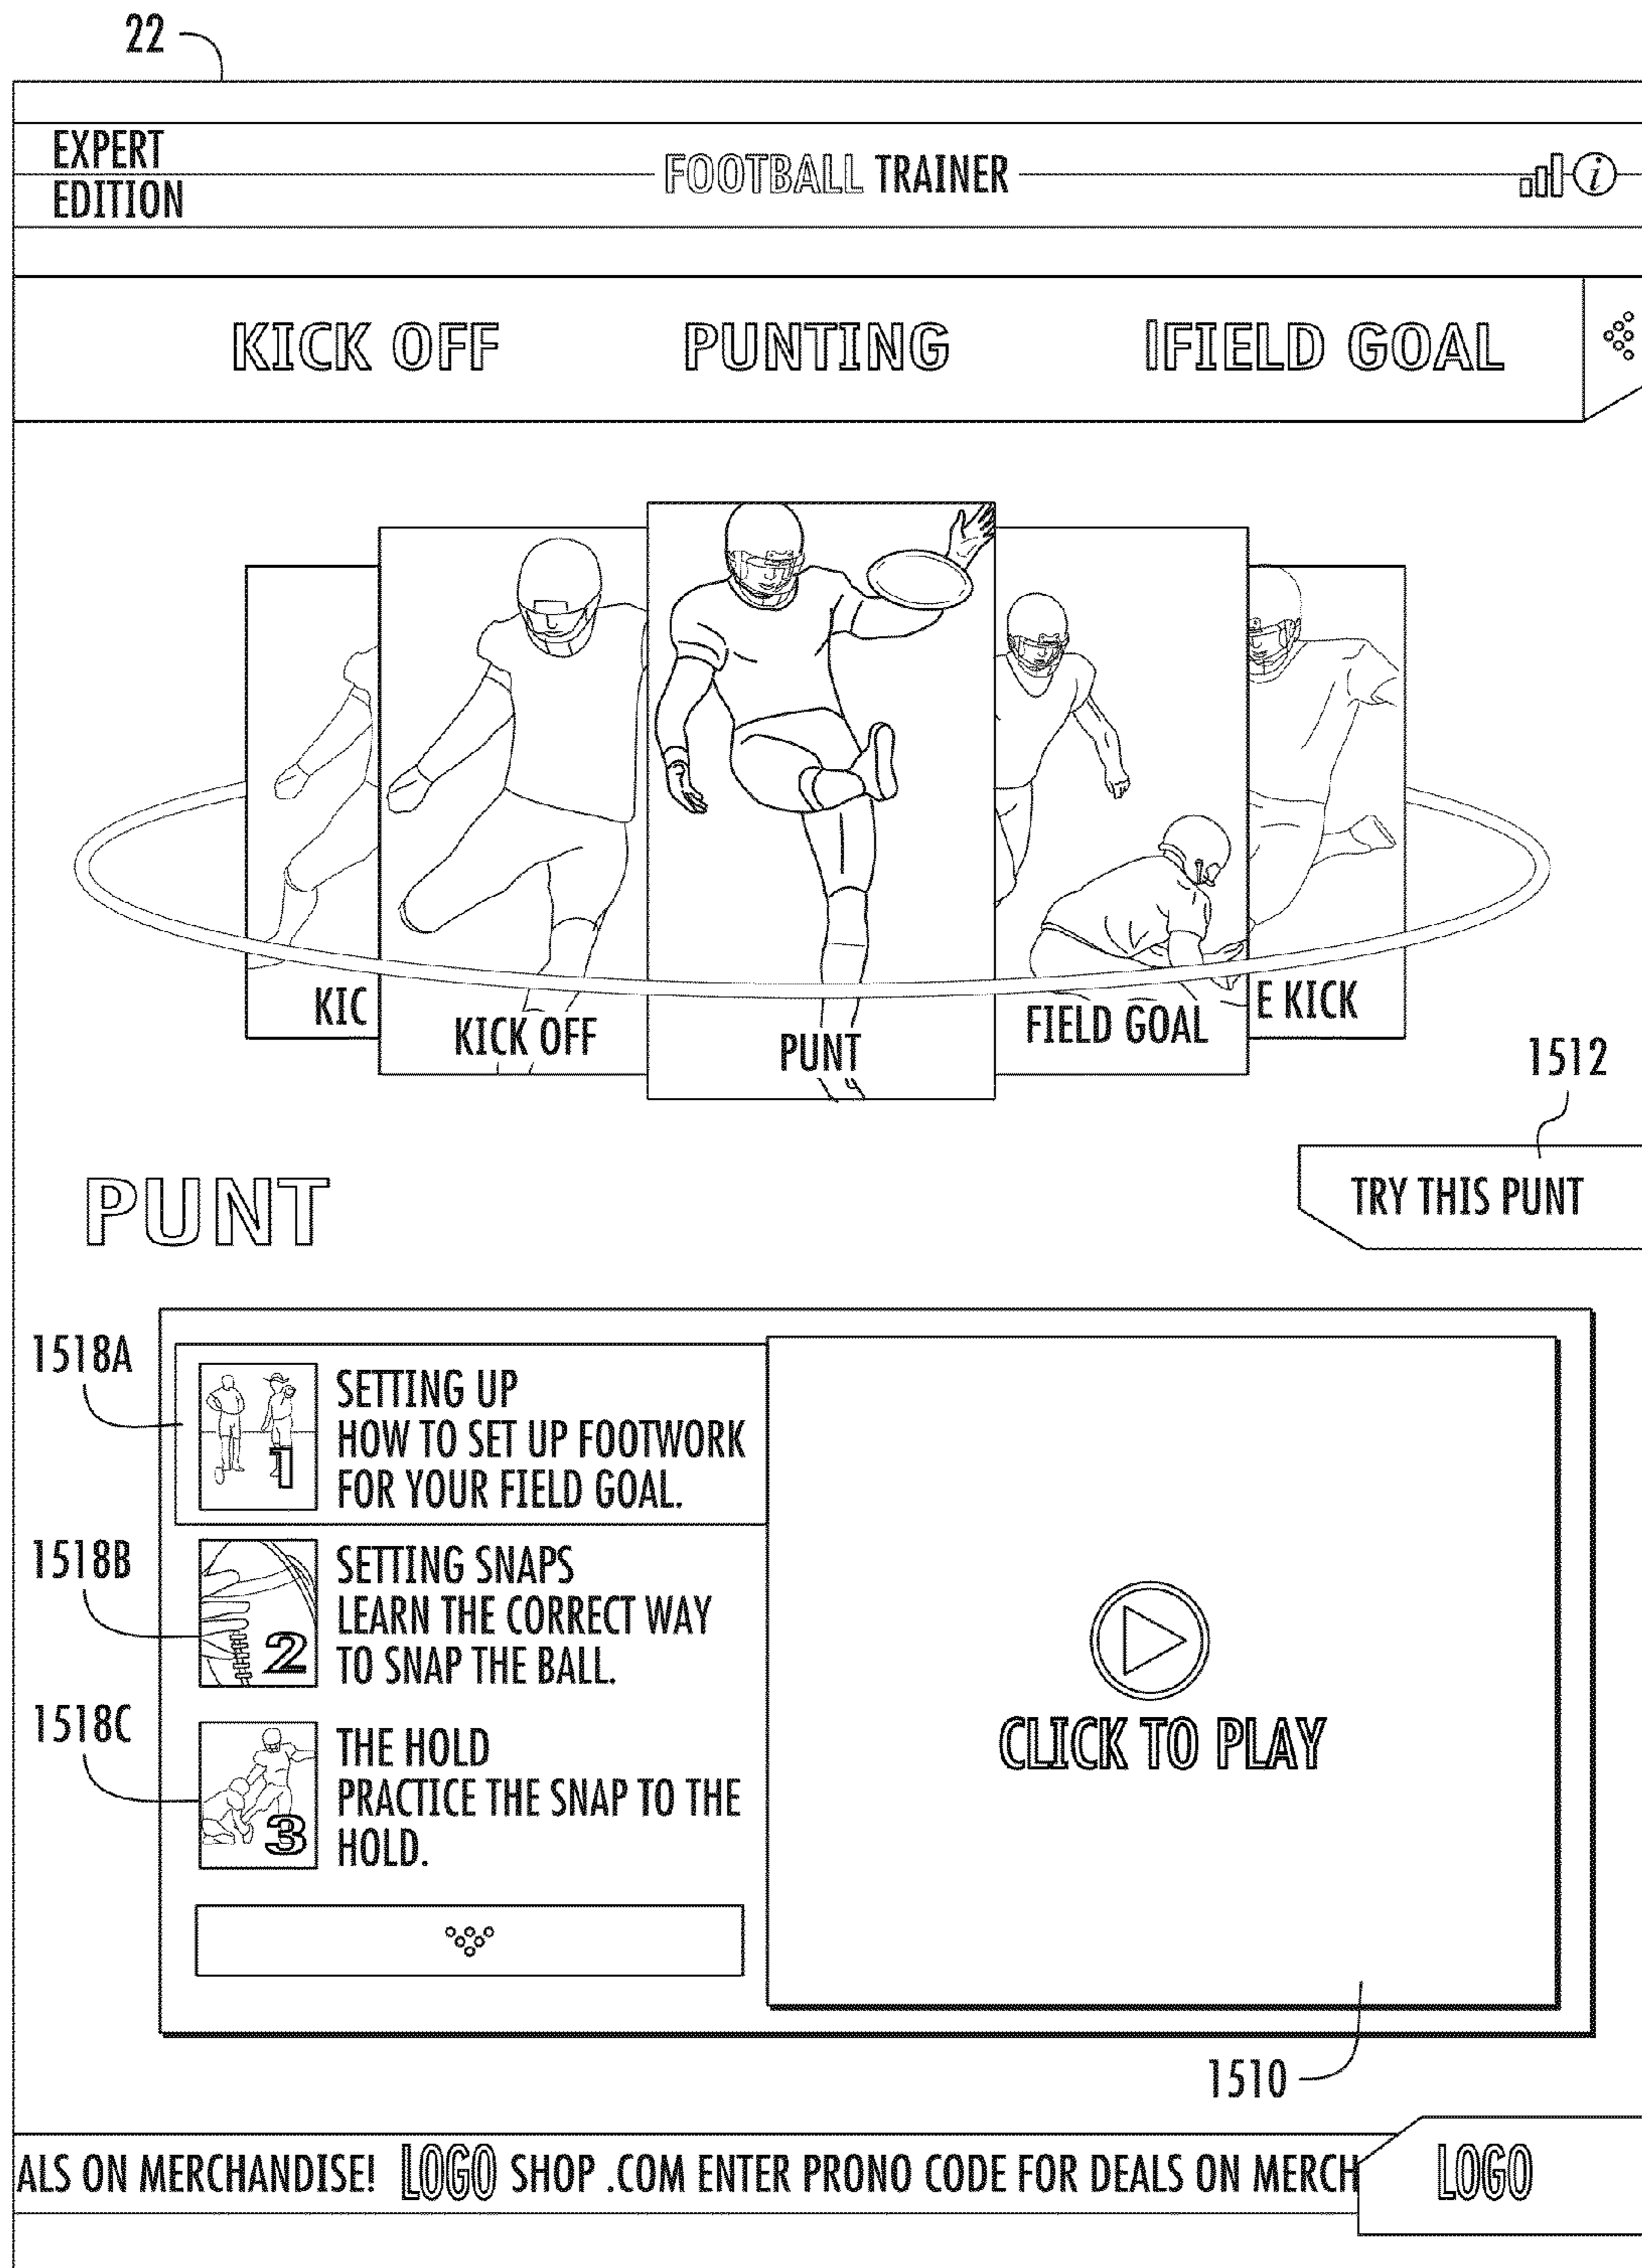 22
EXPERT
EDITION
FOOTBALL TRAINER
i
KICK OFF PUNTING FIELD GOAL
KIC
KICK OFF
PUNT
FIELD GOAL
E KICK
1512
PUNT
TRY THIS PUNT
1518A
1
SETTING UP
HOW TO SET UP FOOTWORK
FOR YOUR FIELD GOAL.
1518B
2
SETTING SNAPS
LEARN THE CORRECT WAY
TO SNAP THE BALL.
1518C
3
THE HOLD
PRACTICE THE SNAP TO THE
HOLD.
CLICK TO PLAY
1510
ALS ON MERCHANDISE! LOGO SHOP .COM ENTER PRONO CODE FOR DEALS ON MERCH
LOGO